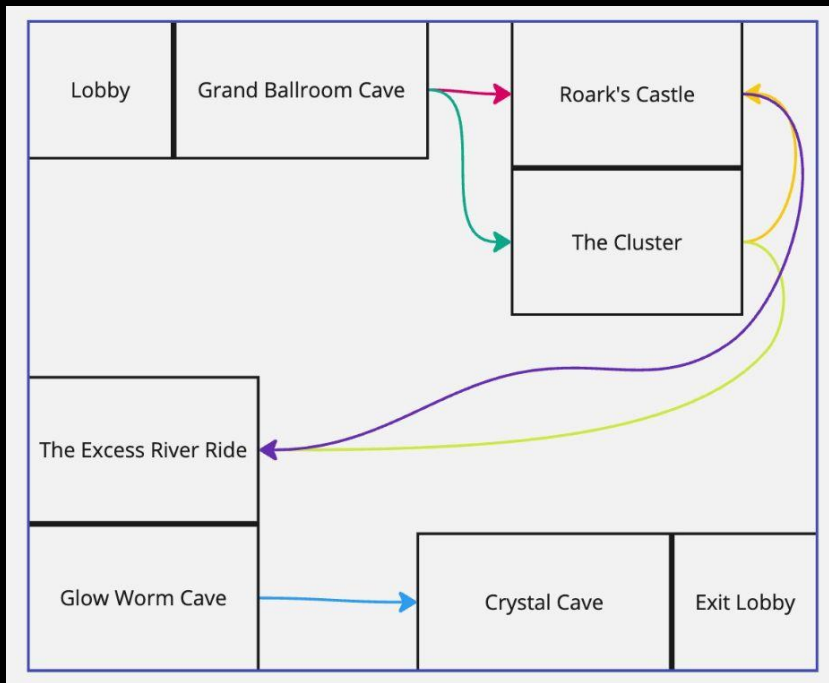 Lobby
Grand Ballroom Cave
Roark's Castle
The Cluster
The Excess River Ride
Glow Worm Cave
Crystal Cave
Exit Lobby